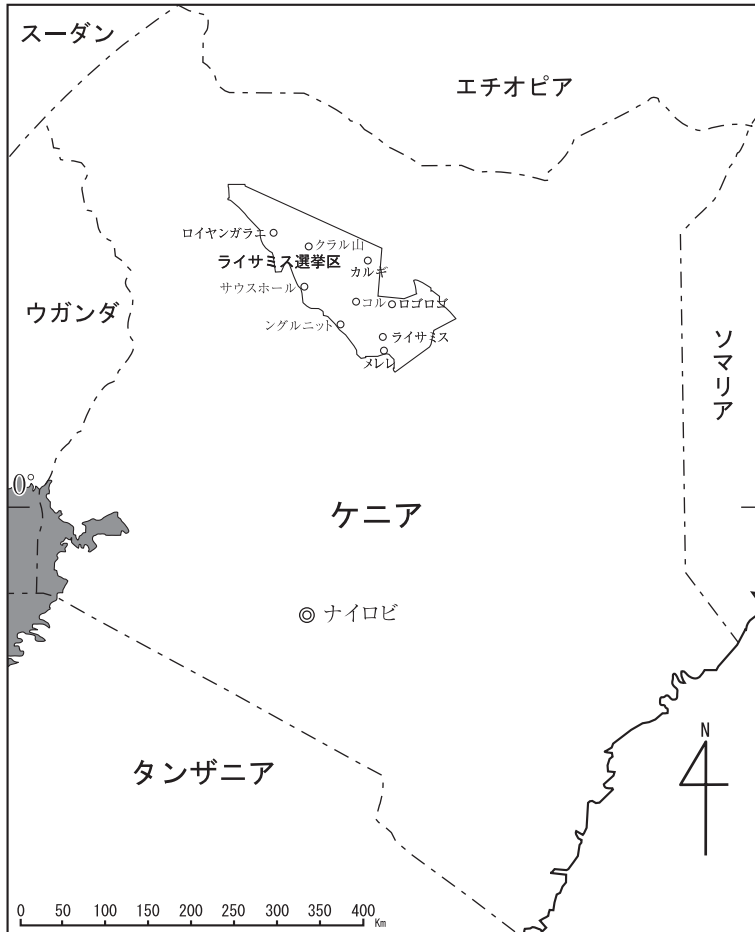 スーダン
エチオピア
ロイヤンガラニ
クラル山
ライサミス選挙区
カルギ
サウスホール
コル
ロゴロゴ
ウガンダ
ングルニット
ライサミス
メレレ
ソマリア
0°
ケニア
ナイロビ
タンザニア
N
0 50 100 150 200 250 300 350 400
Km